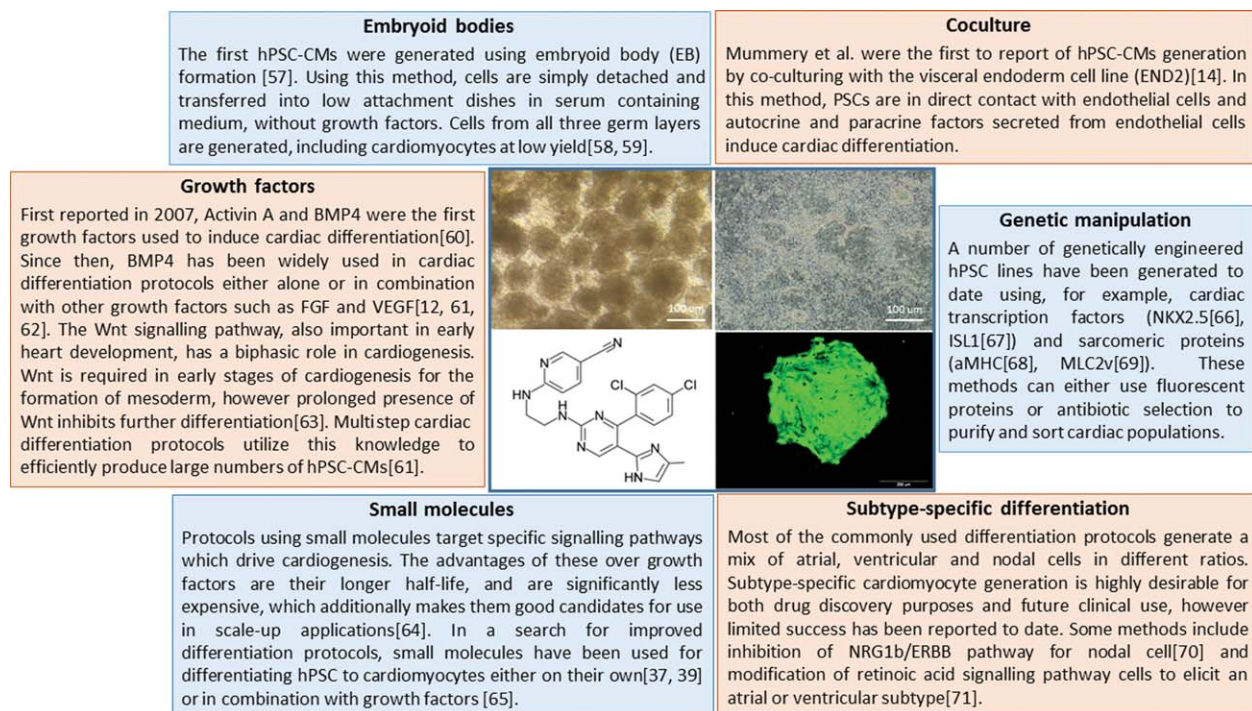 Embryoid bodies
The first hPSC-CMs were generated using embryoid body (EB)
formation [57]. Using this method, cells are simply detached and
transferred into low attachment dishes in serum containing
medium, without growth factors. Cells from all three germ layers
are generated, including cardiomyocytes at low yield[58, 59].
Coculture
Mummery et al. were the first to report of hPSC-CMs generation
by co-culturing with the visceral endoderm cell line (END2)[14]. In
this method, PSCs are in direct contact with endothelial cells and
autocrine and paracrine factors secreted from endothelial cells
induce cardiac differentiation.
Growth factors
First reported in 2007, Activin A and BMP4 were the first
growth factors used to induce cardiac differentiation[60].
Since then, BMP4 has been widely used in cardiac
differentiation protocols either alone or in combination
with other growth factors such as FGF and VEGF[12, 61,
62]. The Wnt signalling pathway, also important in early
heart development, has a biphasic role in cardiogenesis.
Wnt is required in early stages of cardiogenesis for the
formation of mesoderm, however prolonged presence of
Wnt inhibits further differentiation[63]. Multistep cardiac
differentiation protocols utilize this knowledge to
efficiently produce large numbers of hPSC-CMs[61].
100 um
100 um
N
N
HN
Cl
Cl
H
N
N
N
N
HN
Genetic manipulation
A number of genetically engineered
hPSC lines have been generated to
date using, for example, cardiac
transcription factors (NKX2.5[66],
ISL1[67]) and sarcomeric proteins
(aMHC[68], MLC2v[69]). These
methods can either use fluorescent
proteins or antibiotic selection to
purify and sort cardiac populations.
Small molecules
Protocols using small molecules target specific signalling pathways
which drive cardiogenesis. The advantages of these over growth
factors are their longer half-life, and are significantly less
expensive, which additionally makes them good candidates for use
in scale-up applications[64]. In a search for improved
differentiation protocols, small molecules have been used for
differentiating hPSC to cardiomyocytes either on their own[37, 39]
or in combination with growth factors [65].
Subtype-specific differentiation
Most of the commonly used differentiation protocols generate a
mix of atrial, ventricular and nodal cells in different ratios.
Subtype-specific cardiomyocyte generation is highly desirable for
both drug discovery purposes and future clinical use, however
limited success has been reported to date. Some methods include
inhibition of NRG1b/ERBB pathway for nodal cell[70] and
modification of retinoic acid signalling pathway cells to elicit an
atrial or ventricular subtype[71].